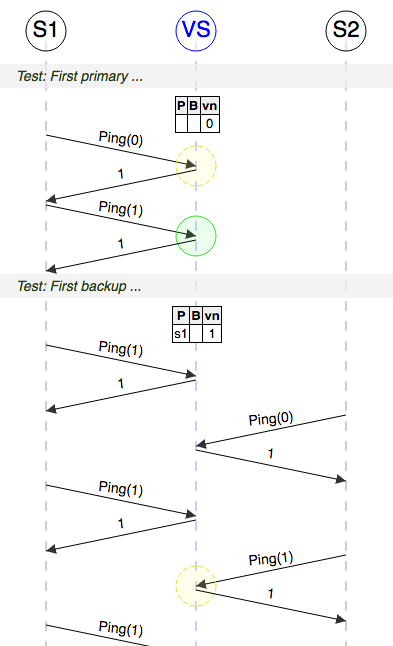 S1 VS S2
Test: First primary ...
P B vn
0
Ping(0)
1
Ping(1)
1
Test: First backup ...
P B vn
s1 1
Ping(1)
1
Ping(0)
1
Ping(1)
1
Ping(1)
1
Ping(1)